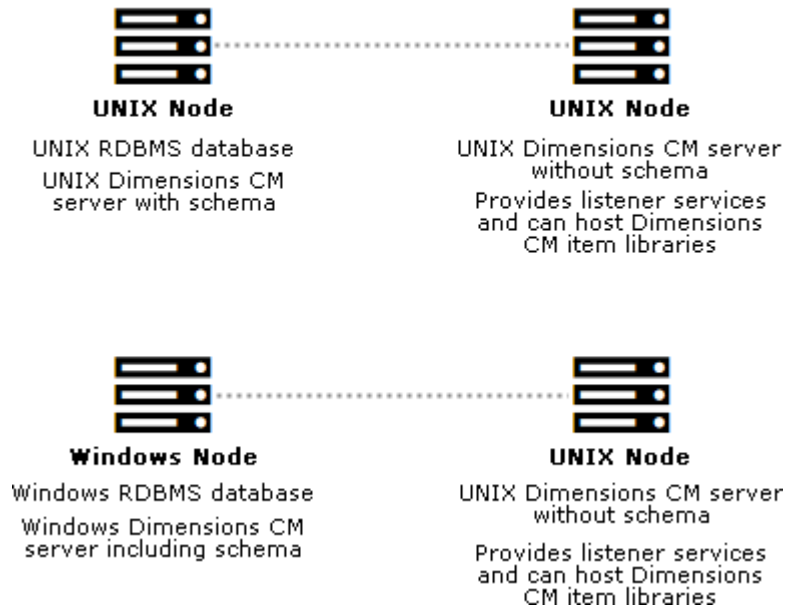 UNIX Node
UNIX RDBMS database
UNIX Dimensions CM
server with schema
UNIX Node
UNIX Dimensions CM server
without schema
Provides listener services
and can host Dimensions
CM item libraries
Windows Node
Windows RDBMS database
Windows Dimensions CM
server including schema
UNIX Node
UNIX Dimensions CM server
without schema
Provides listener services
and can host Dimensions
CM item libraries